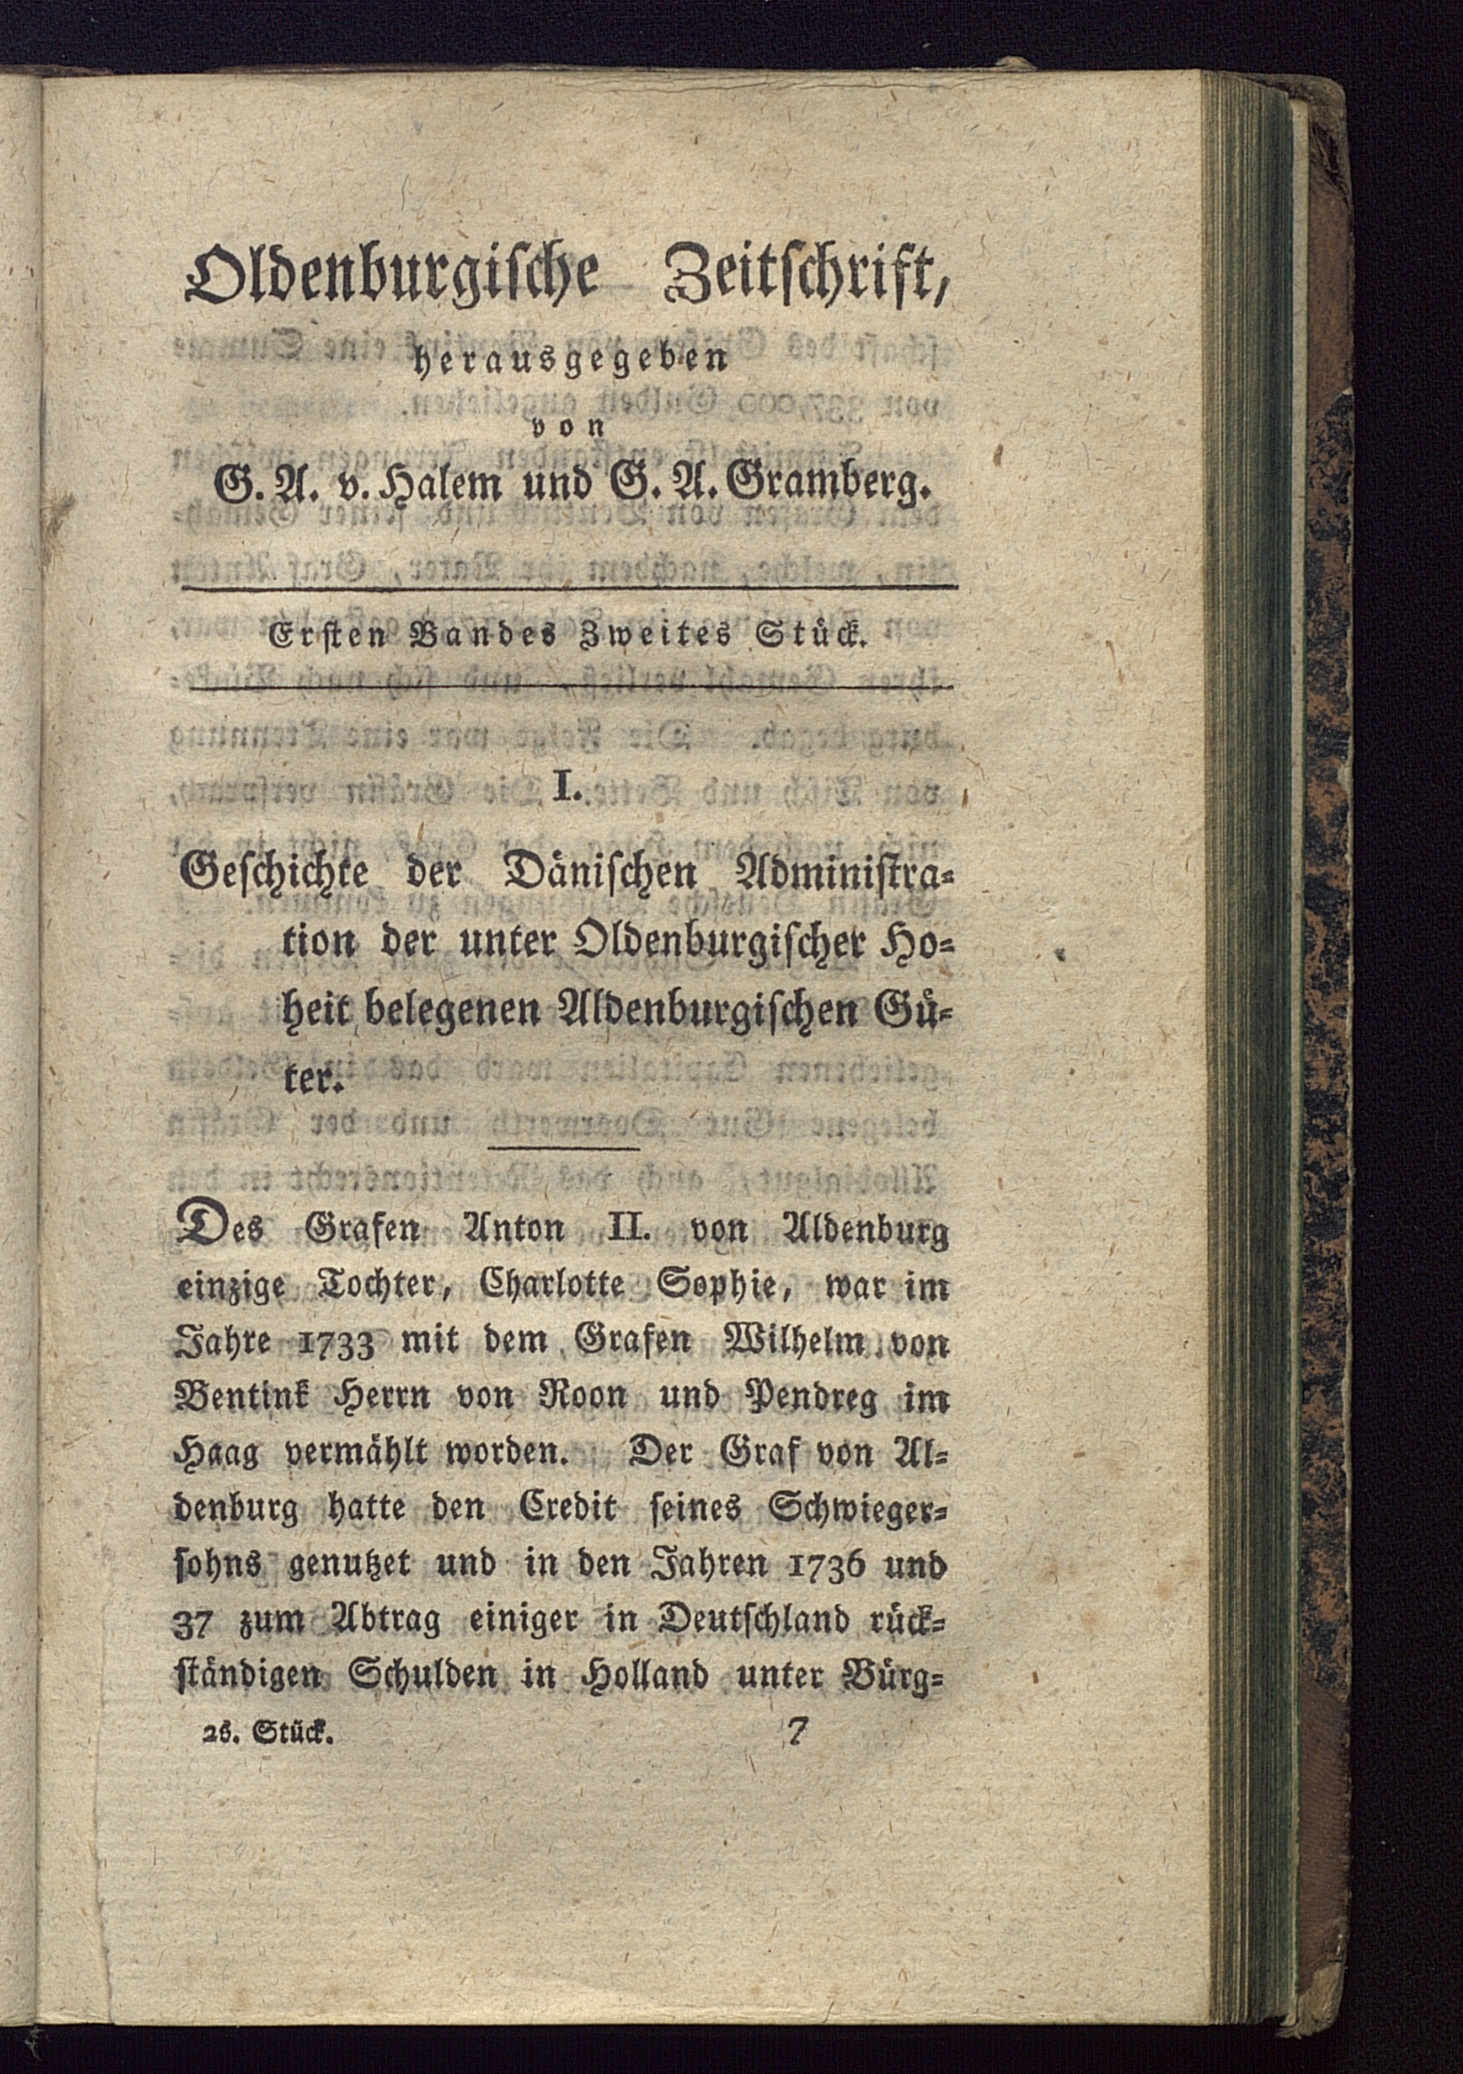 Oldenburgische Zeitschrift,
herausgegeben
von
G. A. v. Halem und G. A. Gramberg.
Ersten Bandes Zweites Stück.
I.
Geschichte der Dänischen Administra-
tion der unter Oldenburgischer Ho-
heit belegenen Aldenburgischen Gü-
ter.
Des Grafen Anton II. von Aldenburg
einzige Tochter, Charlotte Sophie, war im
Jahre 1733 mit dem Grafen Wilhelm von
Bentink Herrn von Roon und Pendreg im
Haag vermählt worden. Der Graf von Al-
denburg hatte den Credit seines Schwieger-
sohns genutzet und in den Jahren 1736 und
37 zum Abtrag einiger in Deutschland rück-
ständigen Schulden in Holland unter Bürg-
2s. Stück. 7